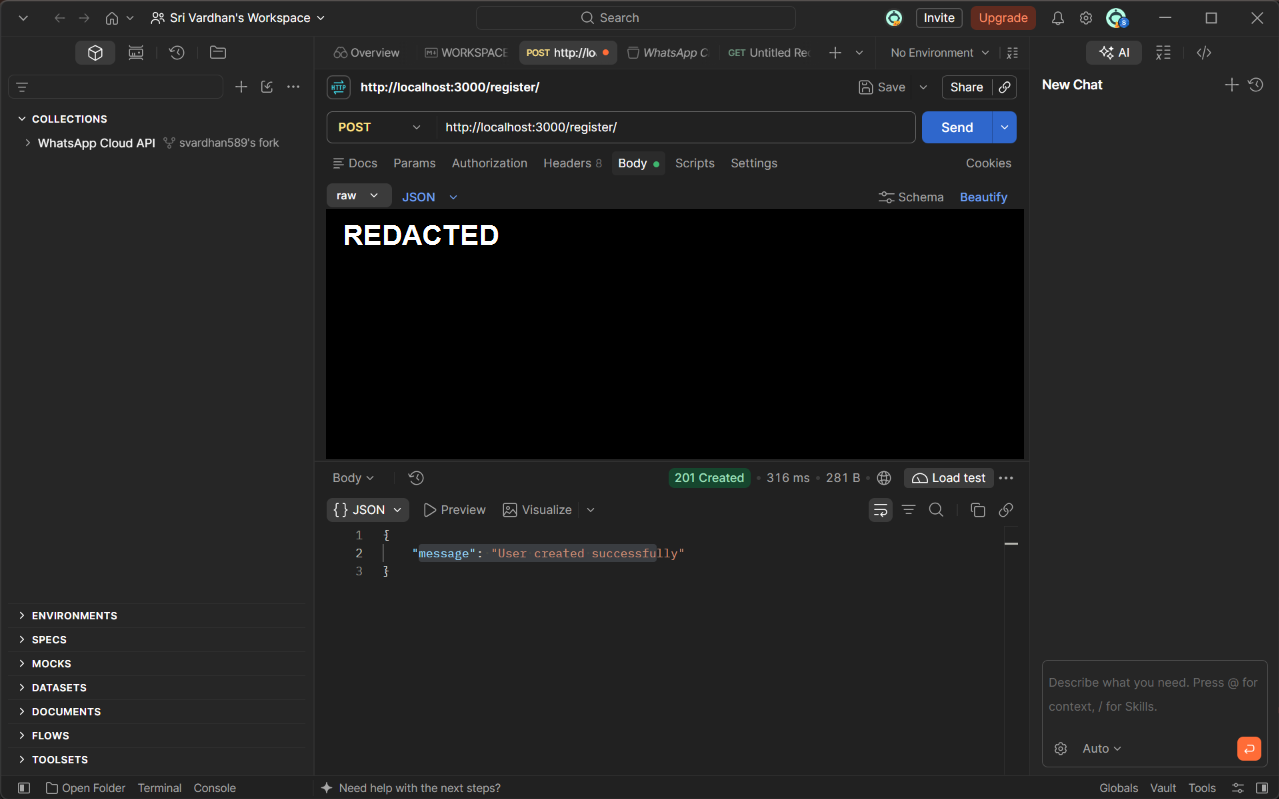 Sri Vardhan's Workspace
Search
Invite
Upgrade
8
Overview
WORKSPACE
POST http://lo
WhatsApp C
GET Untitled Re
No Environment
AI
http://localhost:3000/register/
Save
Share
New Chat
COLLECTIONS
WhatsApp Cloud API
svardhan589's fork
POST
http://localhost:3000/register/
Send
Docs
Params
Authorization
Headers 8
Body
Scripts
Settings
Cookies
raw
JSON
Schema
Beautify
REDACTED
Body
201 Created
316 ms
281 B
Load test
{ } JSON
Preview
Visualize
1 {
2 "message": "User created successfully"
3 }
ENVIRONMENTS
SPECS
MOCKS
DATASETS
DOCUMENTS
FLOWS
TOOLSETS
Describe what you need. Press @ for
context, / for Skills.
Auto
Open Folder
Terminal
Console
Need help with the next steps?
Globals
Vault
Tools